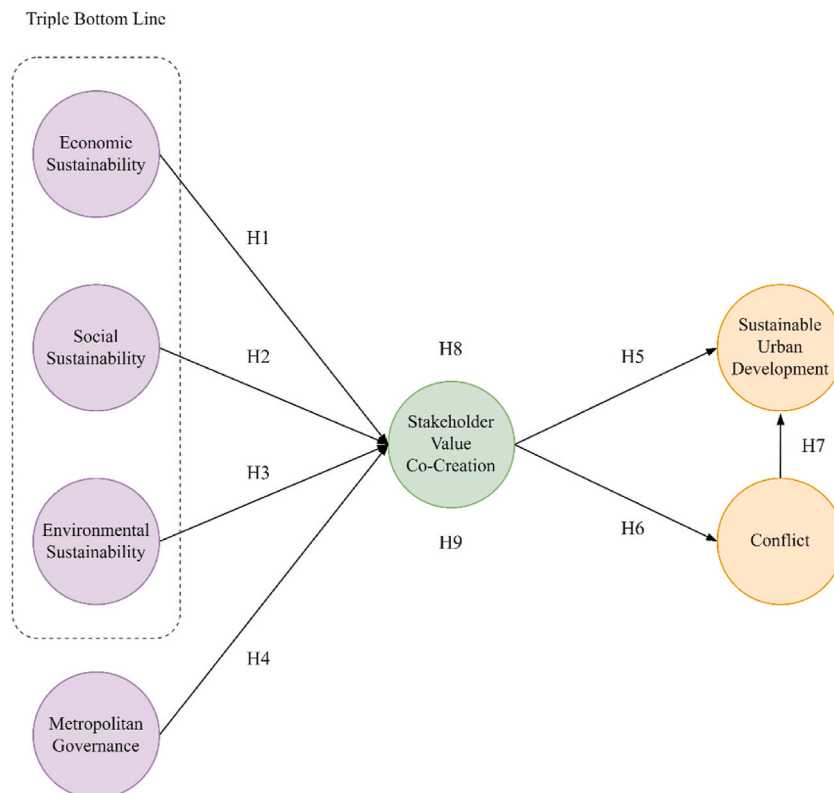 Triple Bottom Line
Economic
Sustainability
H1
Social
Sustainability
H2
H8
H5
Sustainable
Urban
Development
Stakeholder
Value
Co-Creation
H7
H3
Environmental
Sustainability
H9
H6
Conflict
H4
Metropolitan
Governance